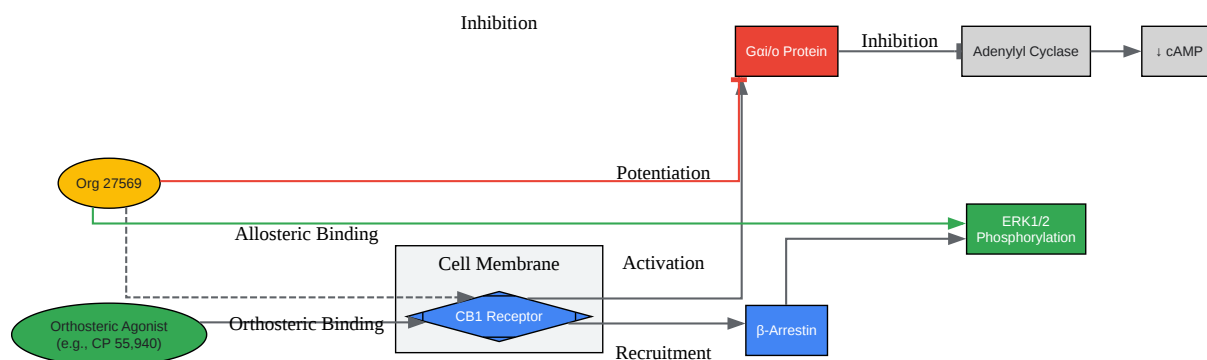 Inhibition
Gαi/o Protein
Inhibition
Adenylyl Cyclase
↓ cAMP
Org 27569
Potentiation
Allosteric Binding
ERK1/2
Phosphorylation
Cell Membrane
Activation
CB1 Receptor
Orthosteric Agonist
(e.g., CP 55,940)
Orthosteric Binding
β-Arrestin
Recruitment